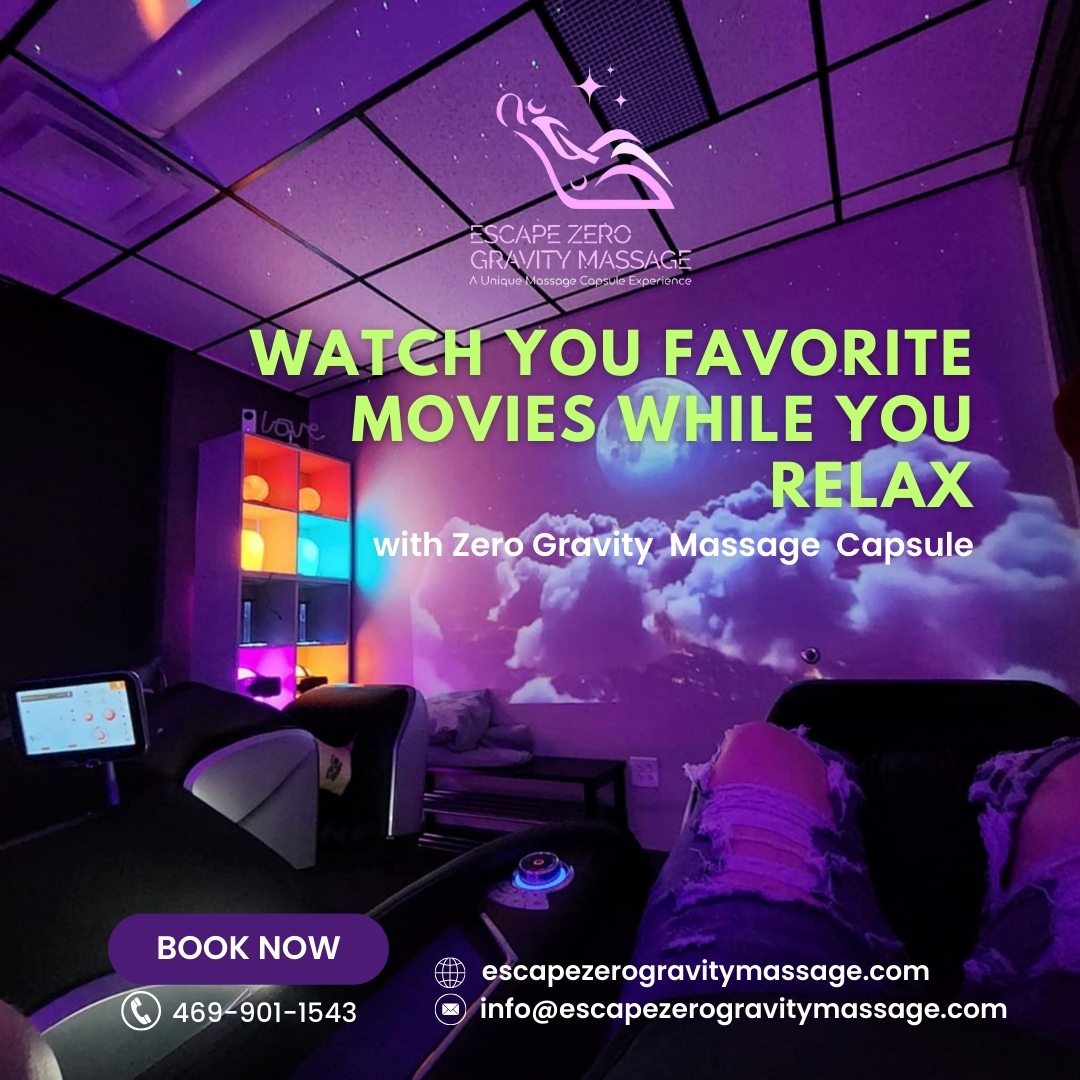 ESCAPE ZERO
GRAVITY MASSAGE
A Unique Massage Capsule Experience
WATCH YOU FAVORITE
MOVIES WHILE YOU
RELAX
with Zero Gravity Massage Capsule
love
BOOK NOW
469-901-1543
escapezerogravitymassage.com
info@escapezerogravitymassage.com